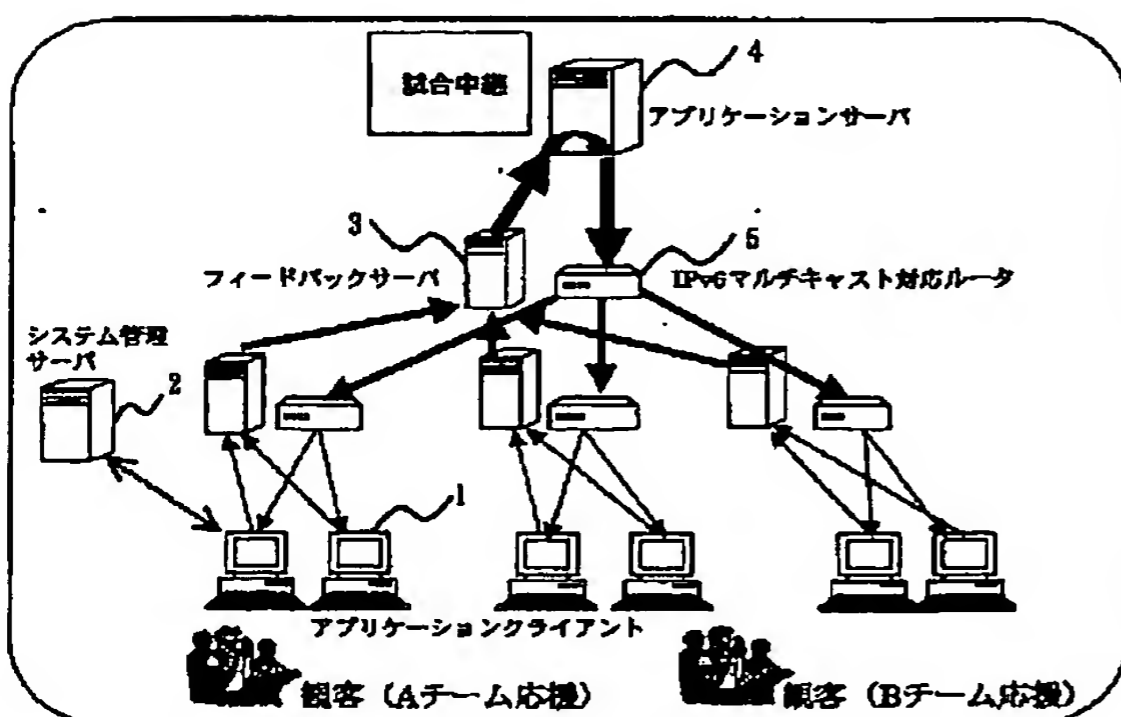 試合中継
4
アプリケーションサーバ
3
5
フィードバックサーバ
IPv6マルチキャスト対応ルータ
システム管理
サーバ
2
1
アプリケーションクライアント
観客（Aチーム応援）
観客（Bチーム応援）